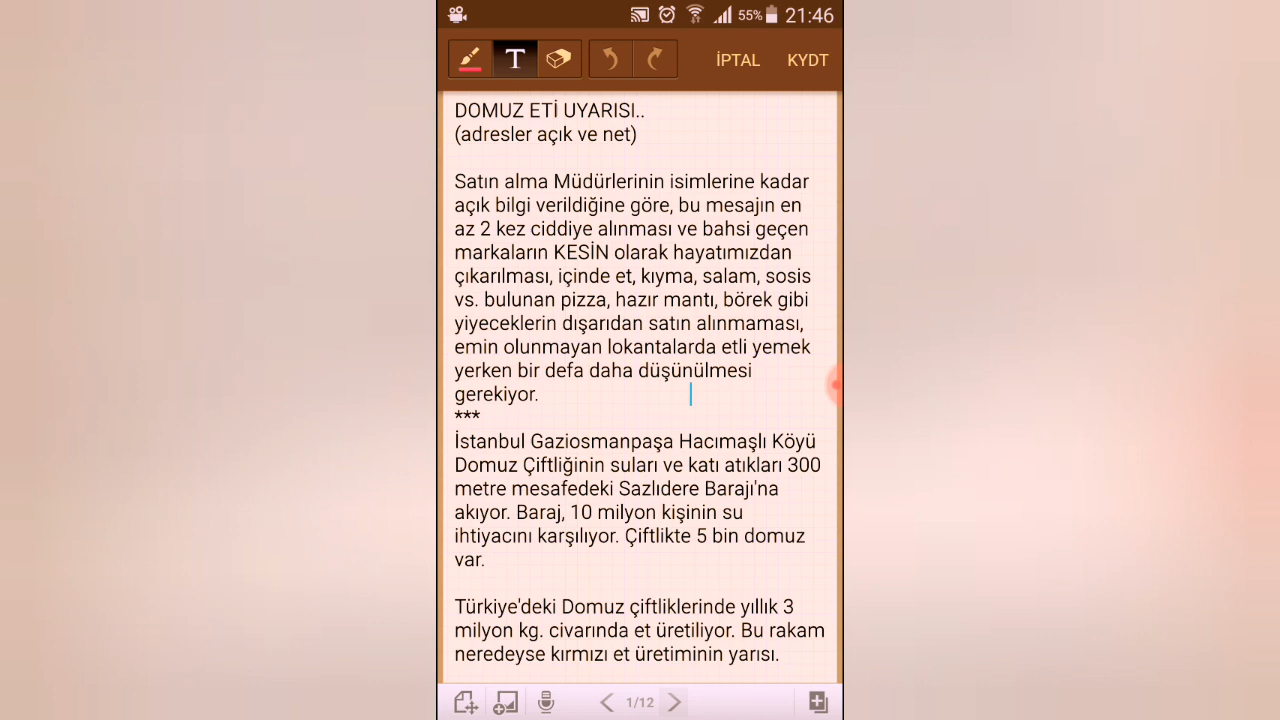 55% 21:46
T İPTAL KYDT
DOMUZ ETİ UYARISI..
(adresler açık ve net)
Satın alma Müdürlerinin isimlerine kadar
açık bilgi verildiğine göre, bu mesajın en
az 2 kez ciddiye alınması ve bahsi geçen
markaların KESİN olarak hayatımızdan
çıkarılması, içinde et, kıyma, salam, sosis
vs. bulunan pizza, hazır mantı, börek gibi
yiyeceklerin dışarıdan satın alınmaması,
emin olunmayan lokantalarda etli yemek
yerken bir defa daha düşünülmesi
gerekiyor.
***
İstanbul Gaziosmanpaşa Hacımaşlı Köyü
Domuz Çiftliğinin suları ve katı atıkları 300
metre mesafedeki Sazlıdere Barajı'na
akıyor. Baraj, 10 milyon kişinin su
ihtiyacını karşılıyor. Çiftlikte 5 bin domuz
var.
Türkiye'deki Domuz çiftliklerinde yıllık 3
milyon kg. civarında et üretiliyor. Bu rakam
neredeyse kırmızı et üretiminin yarısı.
1/12